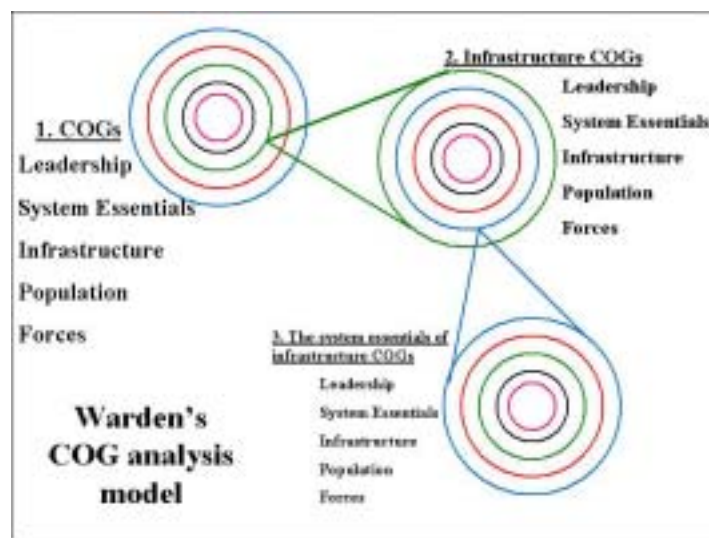 1. COGs
Leadership
System Essentials
Infrastructure
Population
Forces
2. Infrastructure COGs
Leadership
System Essentials
Infrastructure
Population
Forces
3. The system essentials of
infrastructure COGs
Leadership
System Essentials
Infrastructure
Population
Forces
Warden's
COG analysis
model